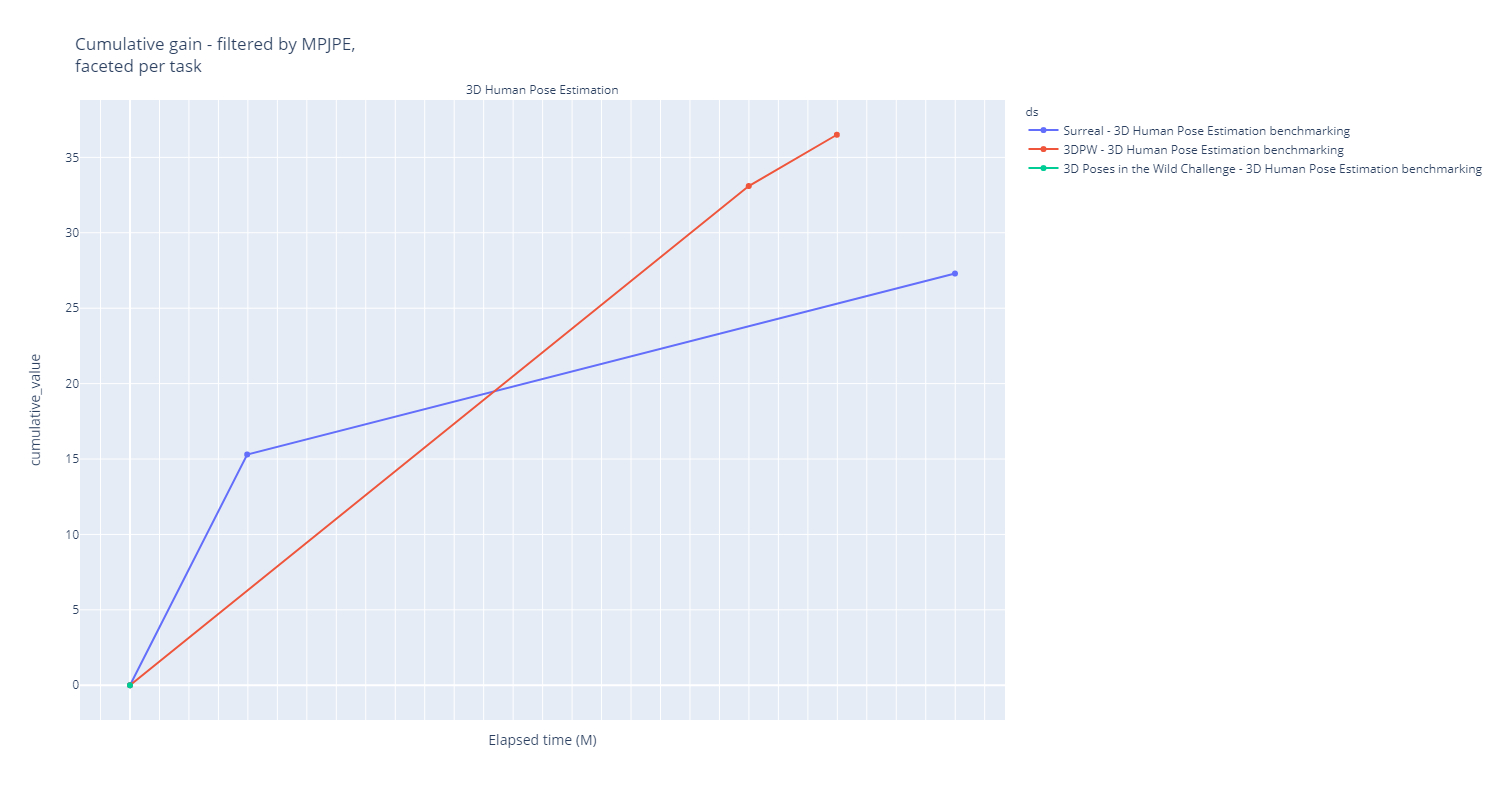 Cumulative gain - filtered by MPJPE,
faceted per task
3D Human Pose Estimation
ds
Surreal - 3D Human Pose Estimation benchmarking
3DPW - 3D Human Pose Estimation benchmarking
3D Poses in the Wild Challenge - 3D Human Pose Estimation benchmarking
35
30
25
20
15
10
5
0
cumulative_value
Elapsed time (M)